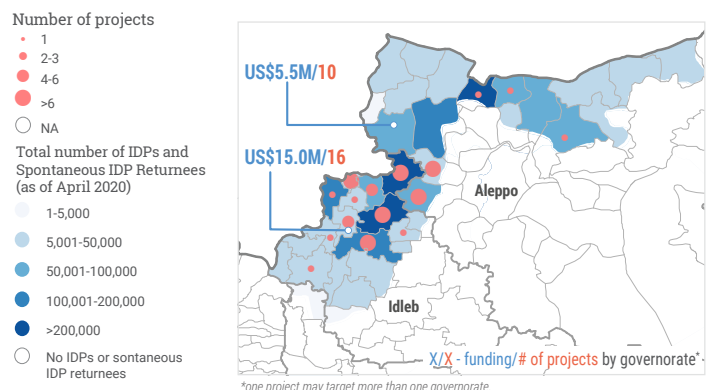 Number of projects
1
2-3
4-6
>6
NA
Total number of IDPs and
Spontaneous IDP Returnees
(as of April 2020)
1-5,000
5,001-50,000
50,001-100,000
100,001-200,000
>200,000
No IDPs or sontaneous
IDP returnees
US$5.5M/10
US$15.0M/16
Aleppo
Idleb
X/X - funding/# of projects by governorate*
*one project may target more than one governorate